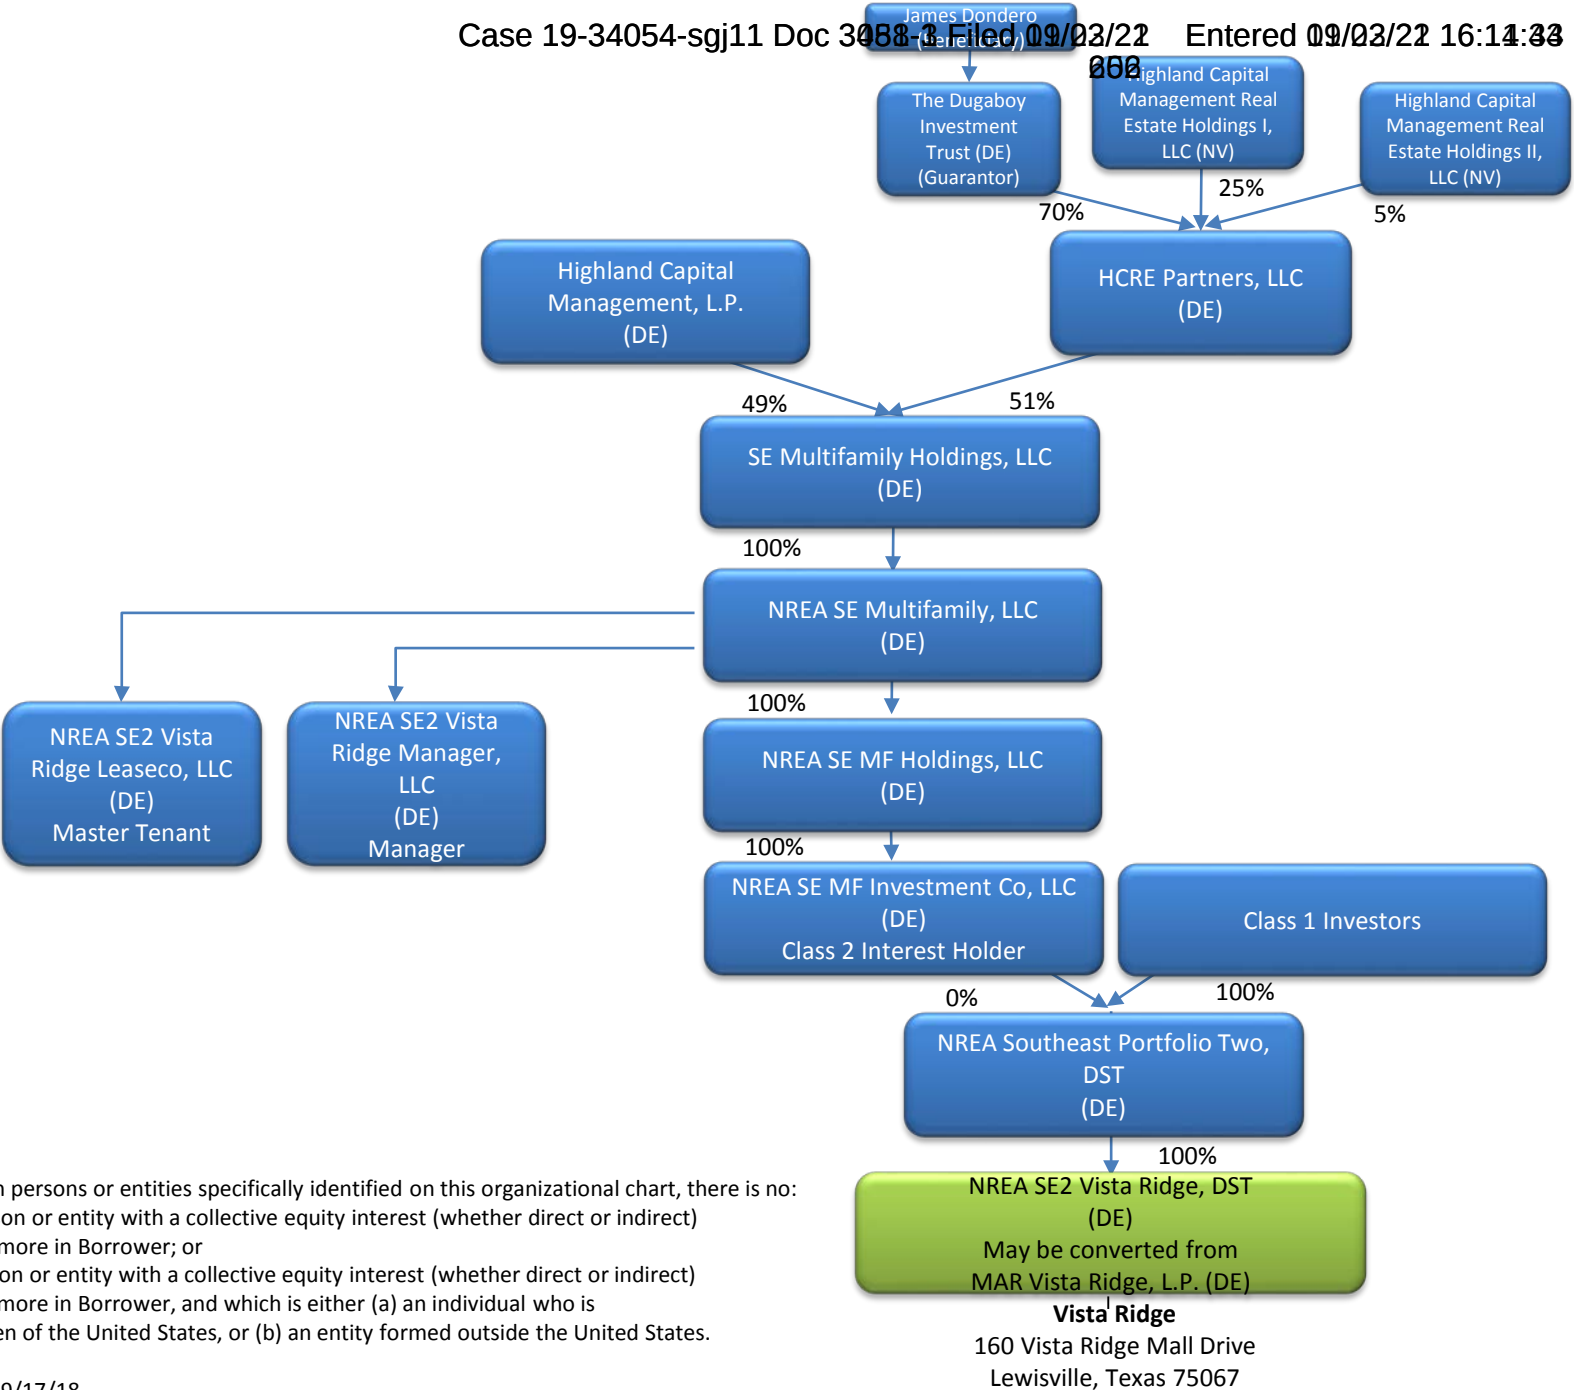 James Dondero
(Beneficiary)
Case 19-34054-sgj11 Doc Filed Entered 16:
The Dugaboy
Investment
Trust (DE)
(Guarantor)
Highland Capital
Management Real
Estate Holdings I,
LLC (NV)
Highland Capital
Management Real
Estate Holdings II,
LLC (NV)
70%
25%
5%
Highland Capital
Management, L.P.
(DE)
HCRE Partners, LLC
(DE)
49%
51%
SE Multifamily Holdings, LLC
(DE)
100%
NREA SE Multifamily, LLC
(DE)
NREA SE2 Vista
Ridge Leaseco, LLC
(DE)
Master Tenant
NREA SE2 Vista
Ridge Manager,
LLC
(DE)
Manager
100%
NREA SE MF Holdings, LLC
(DE)
100%
NREA SE MF Investment Co, LLC
(DE)
Class 2 Interest Holder
Class 1 Investors
0%
100%
NREA Southeast Portfolio Two,
DST
(DE)
100%
NREA SE2 Vista Ridge, DST
(DE)
May be converted from
MAR Vista Ridge, L.P. (DE)
Vista Ridge
160 Vista Ridge Mall Drive
Lewisville, Texas 75067
persons or entities specifically identified on this organizational chart, there is no:
on or entity with a collective equity interest (whether direct or indirect)
more in Borrower; or
on or entity with a collective equity interest (whether direct or indirect)
more in Borrower, and which is either (a) an individual who is
en of the United States, or (b) an entity formed outside the United States.
9/17/18